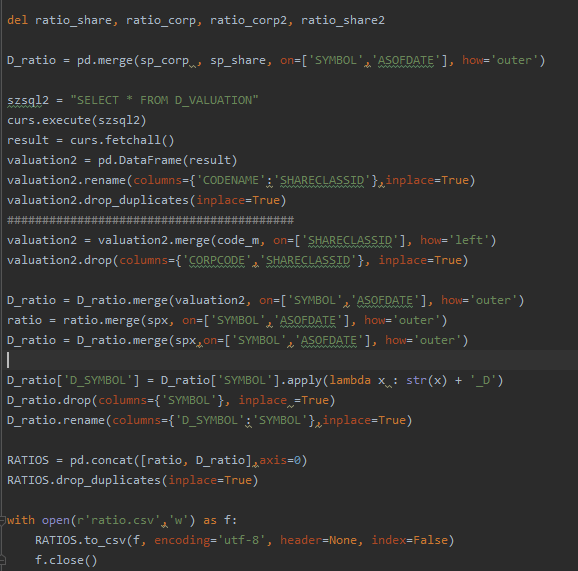 del ratio_share, ratio_corp, ratio_corp2, ratio_share2
D_ratio = pd.merge(sp_corp , sp_share, on=['SYMBOL','ASOFDATE'], how='outer')
szsql2 = "SELECT * FROM D_VALUATION"
curs.execute(szsql2)
result = curs.fetchall()
valuation2 = pd.DataFrame(result)
valuation2.rename(columns={'CODENAME':'SHARECLASSID'},inplace=True)
valuation2.drop_duplicates(inplace=True)
#########################################
valuation2 = valuation2.merge(code_m, on=['SHARECLASSID'], how='left')
valuation2.drop(columns={'CORPCODE','SHARECLASSID'}, inplace=True)
D_ratio = D_ratio.merge(valuation2, on=['SYMBOL','ASOFDATE'], how='outer')
ratio = ratio.merge(spx, on=['SYMBOL','ASOFDATE'], how='outer')
D_ratio = D_ratio.merge(spx,on=['SYMBOL','ASOFDATE'], how='outer')
D_ratio['D_SYMBOL'] = D_ratio['SYMBOL'].apply(lambda x : str(x) + '_D')
D_ratio.drop(columns={'SYMBOL'}, inplace =True)
D_ratio.rename(columns={'D_SYMBOL':'SYMBOL'},inplace=True)
RATIOS = pd.concat([ratio, D_ratio],axis=0)
RATIOS.drop_duplicates(inplace=True)
with open(r'ratio.csv','w') as f:
    RATIOS.to_csv(f, encoding='utf-8', header=None, index=False)
    f.close()